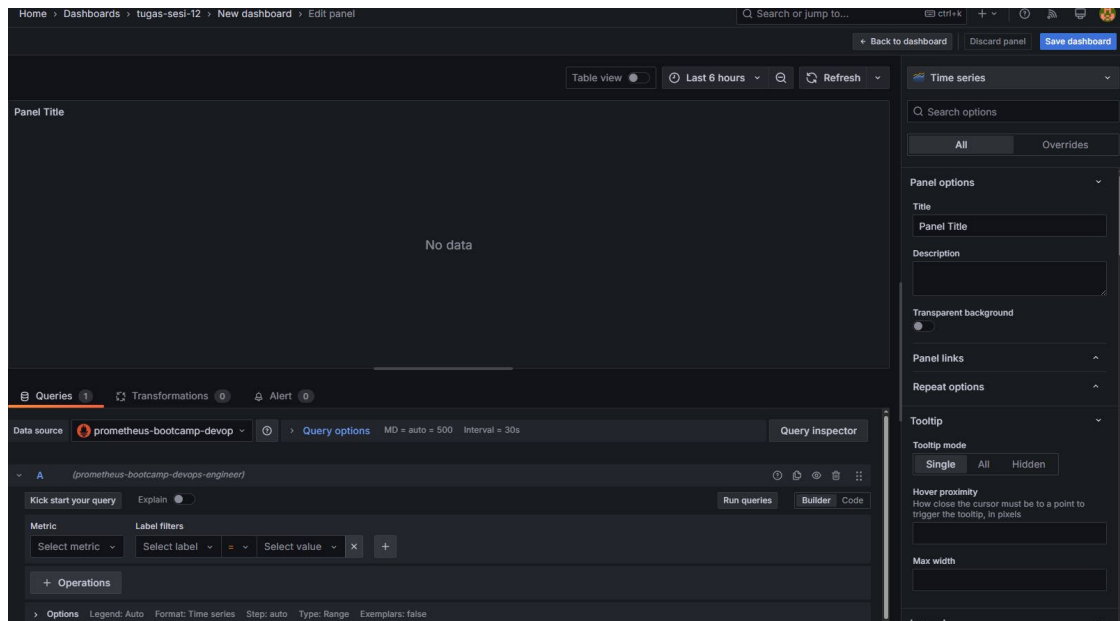 Home › Dashboards › tugas-sesi-12 › New dashboard › Edit panel
Search or jump to... ctrl+k
Back to dashboard Discard panel Save dashboard
Table view Last 6 hours Refresh
Time series
Panel Title
Search options
All Overrides
Panel options
Title
Panel Title
Description
No data
Transparent background
Panel links
Repeat options
Queries 1 Transformations 0 Alert 0
Tooltip
Data source prometheus-bootcamp-devop Query options MD = auto = 500 Interval = 30s Query inspector
Tooltip mode
Single All Hidden
A (prometheus-bootcamp-devops-engineer)
Hover proximity
How close the cursor must be to a point to
trigger the tooltip, in pixels
Kick start your query Explain Run queries Builder Code
Metric Label filters
Select metric Select label = Select value
Max width
+ Operations
Options Legend: Auto Format: Time series Step: auto Type: Range Exemplars: false